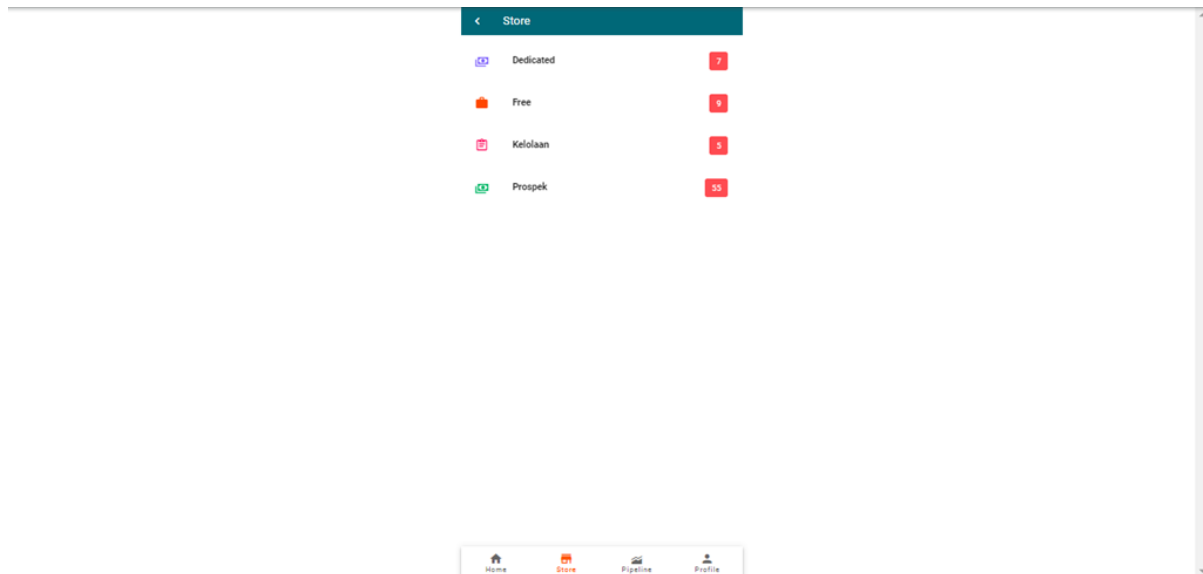 Store
Dedicated 7
Free 9
Kelolaan 5
Prospek 55
Home Store Pipeline Profile